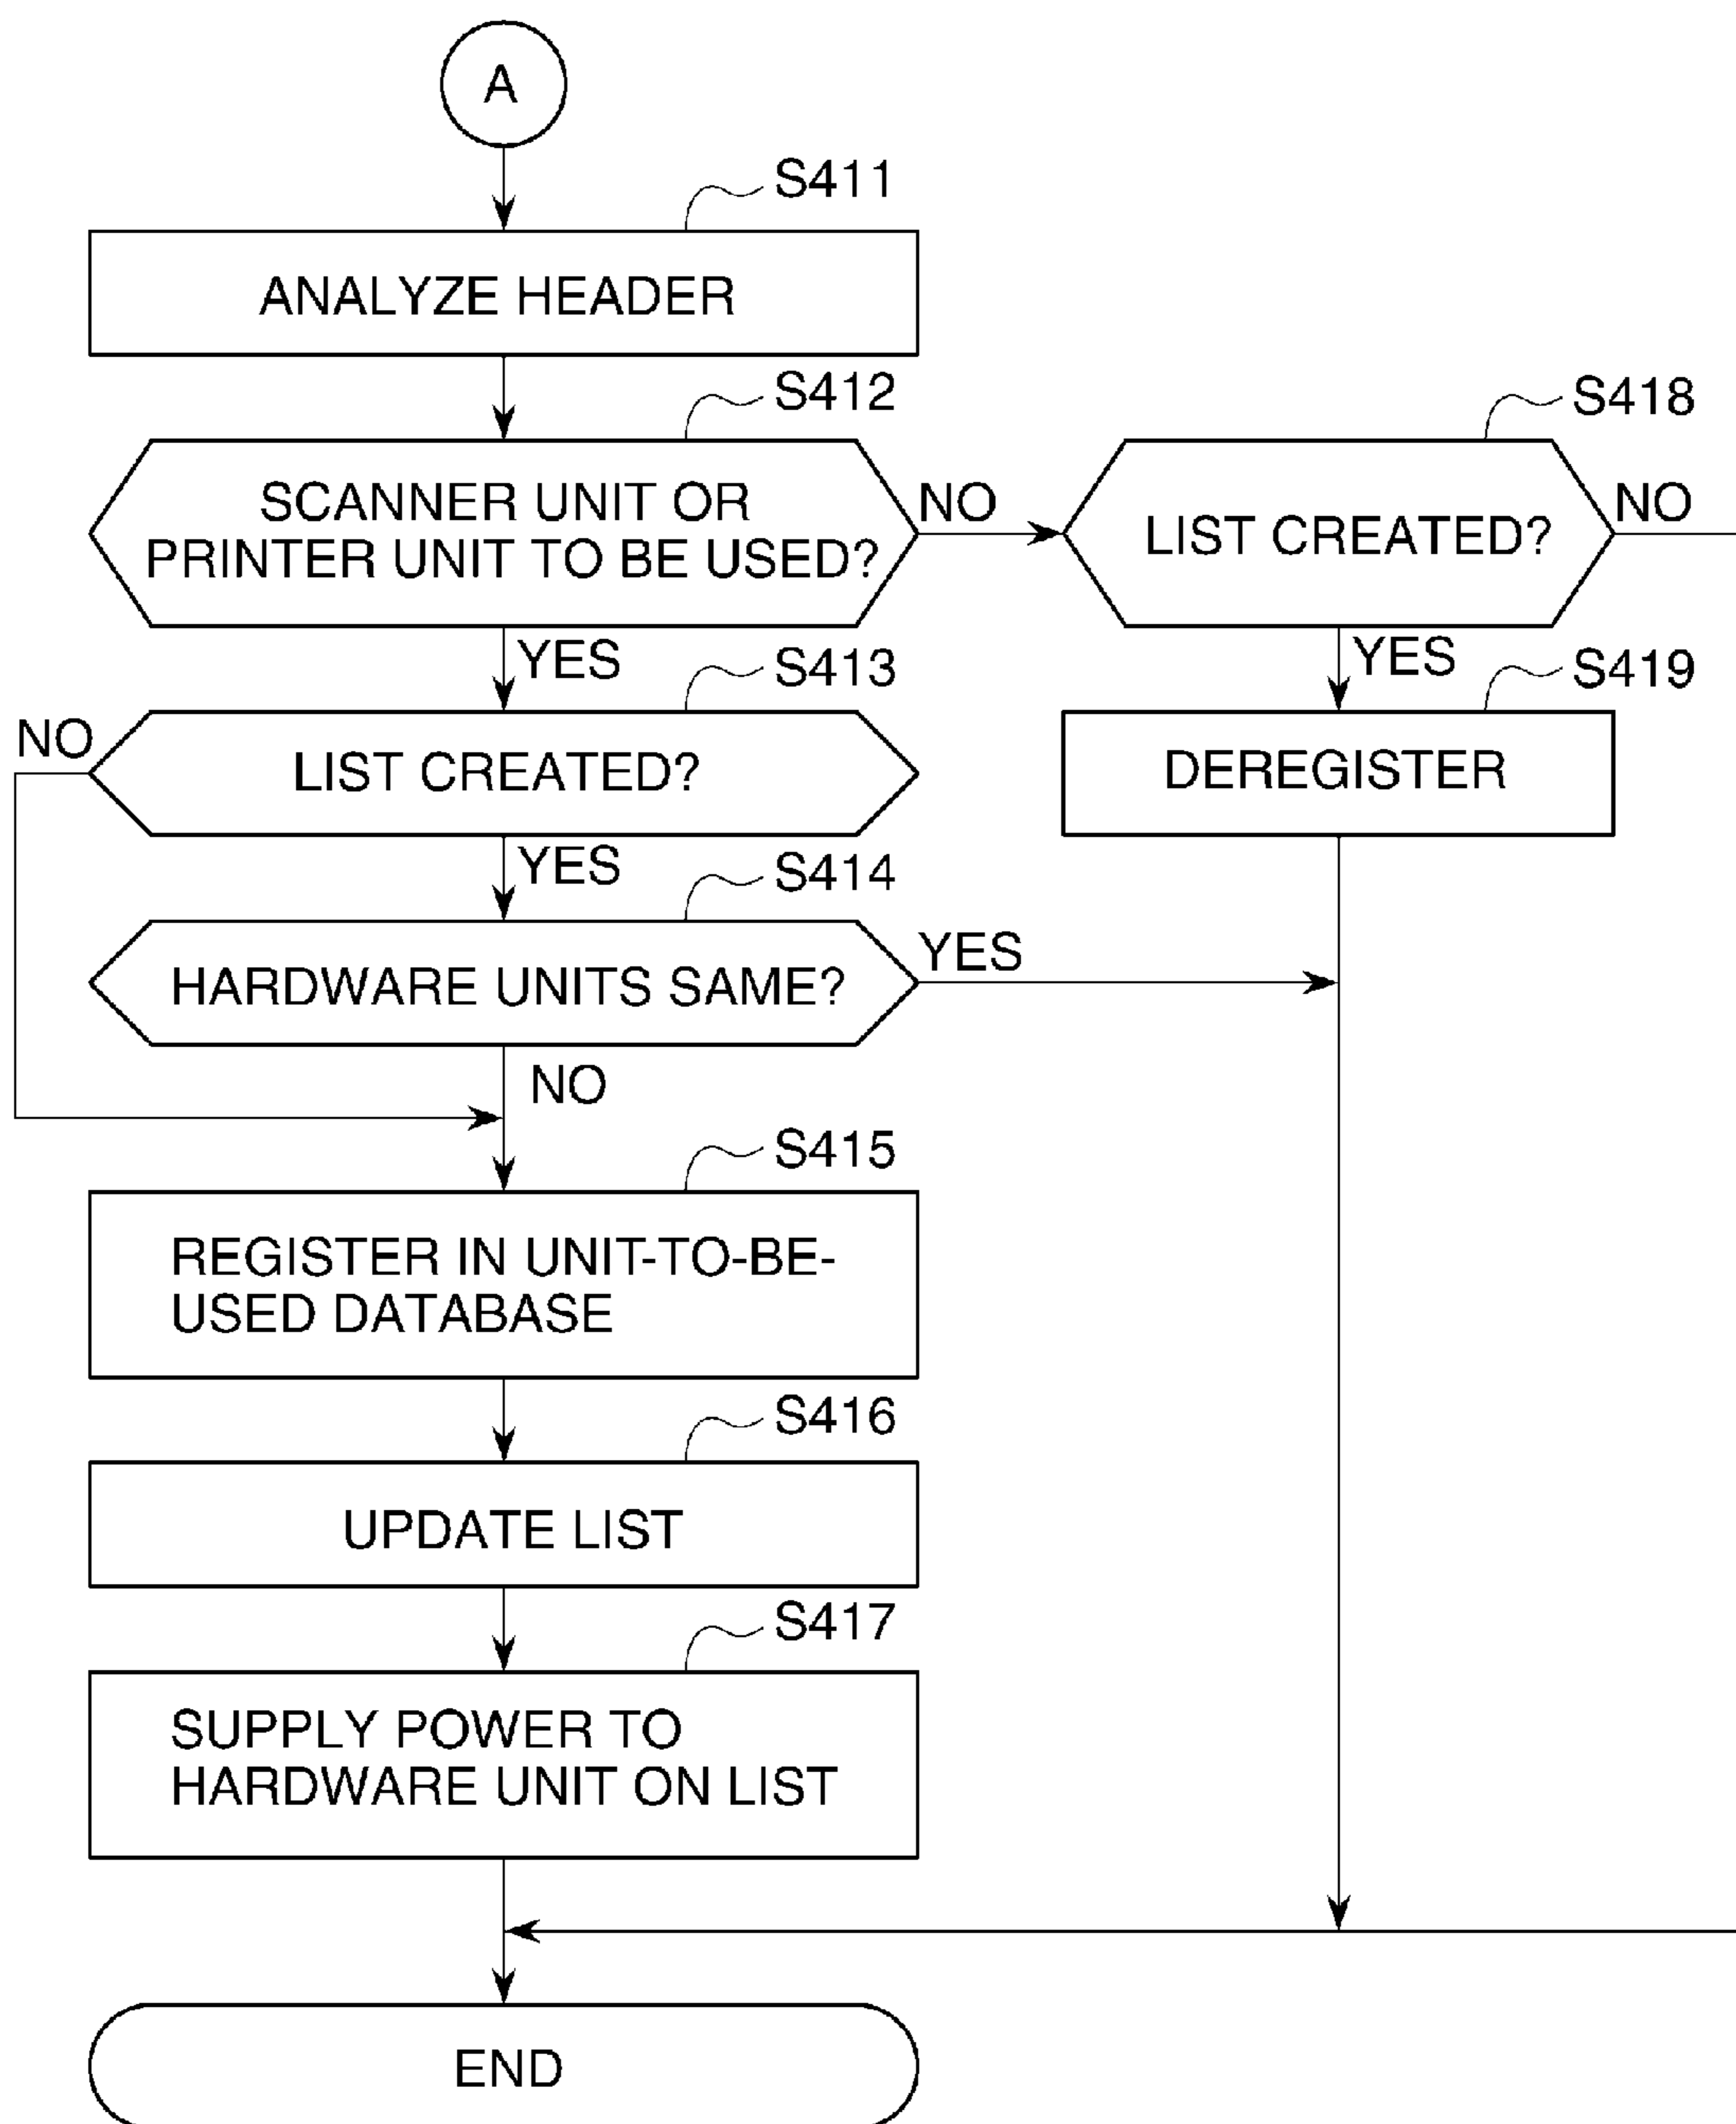 A
S411
ANALYZE HEADER
S412
SCANNER UNIT OR
PRINTER UNIT TO BE USED?
NO
S418
LIST CREATED?
NO
YES
S413
YES
S419
NO
LIST CREATED?
DEREGISTER
YES
S414
HARDWARE UNITS SAME?
YES
NO
S415
REGISTER IN UNIT-TO-BE-
USED DATABASE
S416
UPDATE LIST
S417
SUPPLY POWER TO
HARDWARE UNIT ON LIST
END